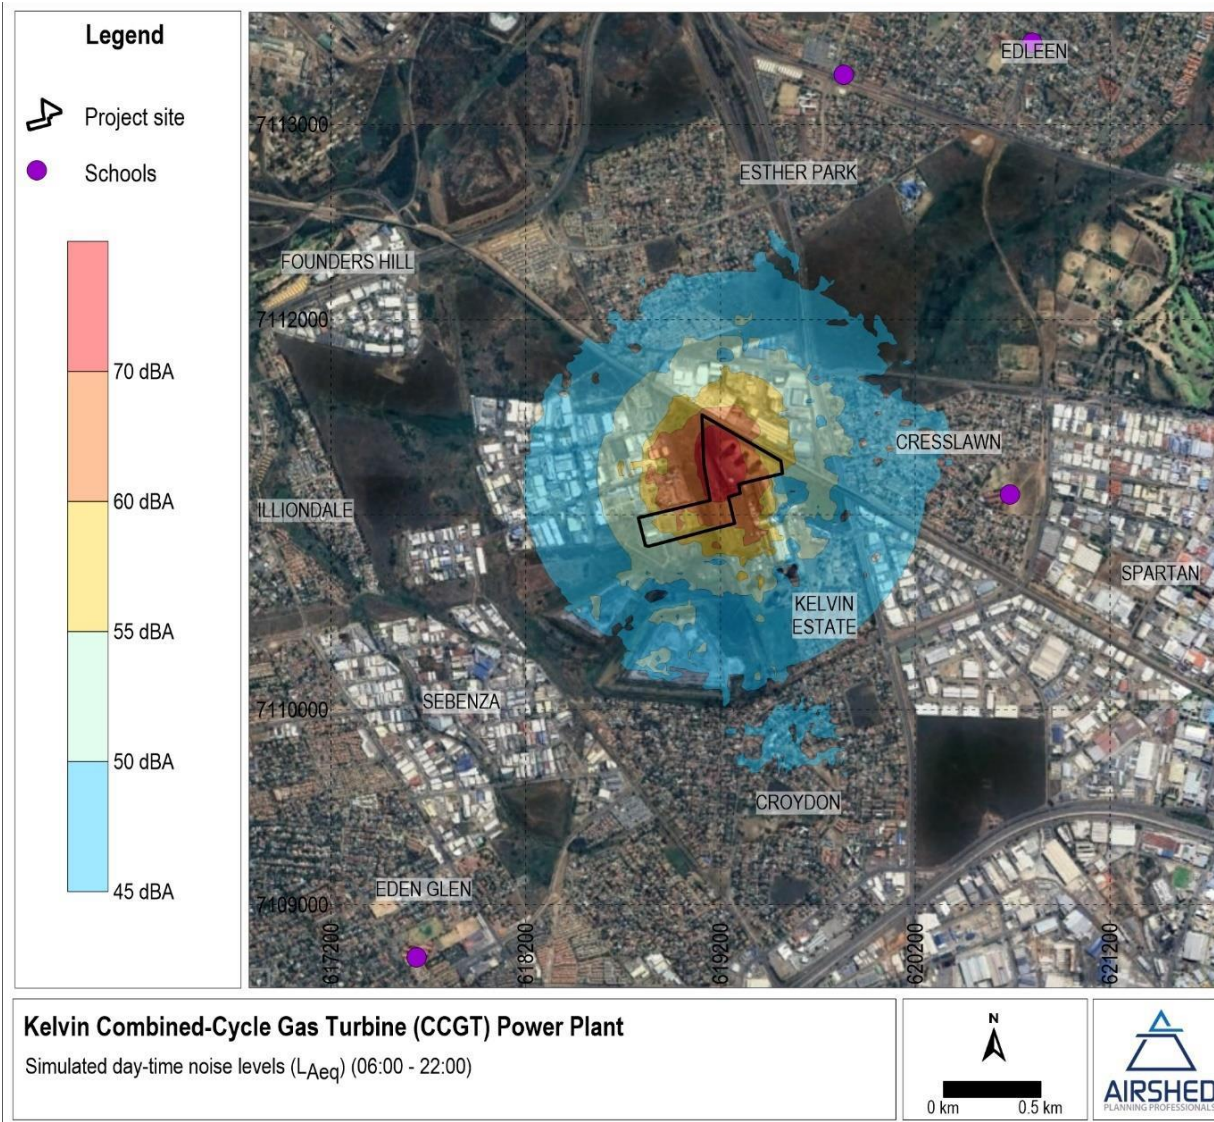 Legend
Project site
Schools
70 dBA
60 dBA
55 dBA
50 dBA
45 dBA
EDLEEN
7113000
ESTHER PARK
FOUNDERS HILL
7112000
CRESSLAWN
ILLIONDALE
SPARTAN
KELVIN
ESTATE
SEBENZA
7110000
CROYDON
EDEN GLEN
7109000
617200
618200
619200
620200
621200
Kelvin Combined-Cycle Gas Turbine (CCGT) Power Plant
Simulated day-time noise levels (LAeq) (06:00 - 22:00)
N
0 km
0.5 km
AIRSHED
PLANNING PROFESSIONALS